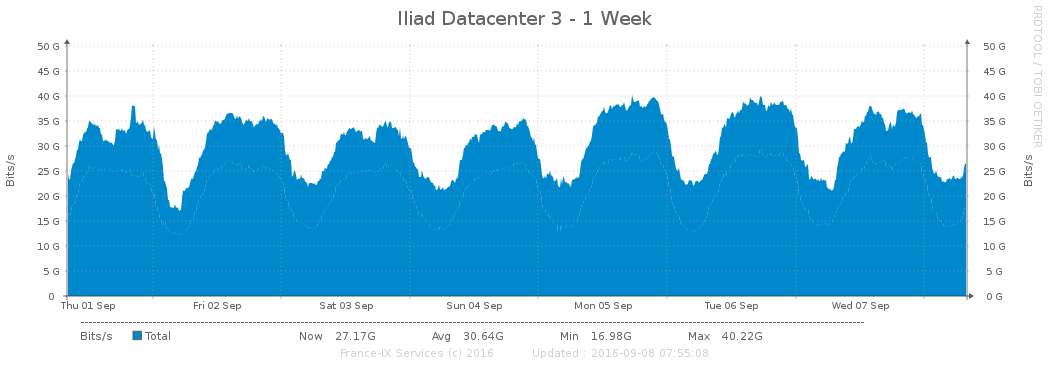 Iliad Datacenter 3 - 1 Week
RRDTOOL / TOBI OETIKER
Bits/s
50 G
45 G
40 G
35 G
30 G
25 G
20 G
15 G
10 G
5 G
0
50 G
45 G
40 G
35 G
30 G
25 G
20 G
15 G
10 G
5 G
0 G
Bits/s
Thu 01 Sep Fri 02 Sep Sat 03 Sep Sun 04 Sep Mon 05 Sep Tue 06 Sep Wed 07 Sep
Bits/s Total Now 27.17G Avg 30.64G Min 16.98G Max 40.22G
France-IX Services (c) 2016 Updated : 2016-09-08 07:55:08